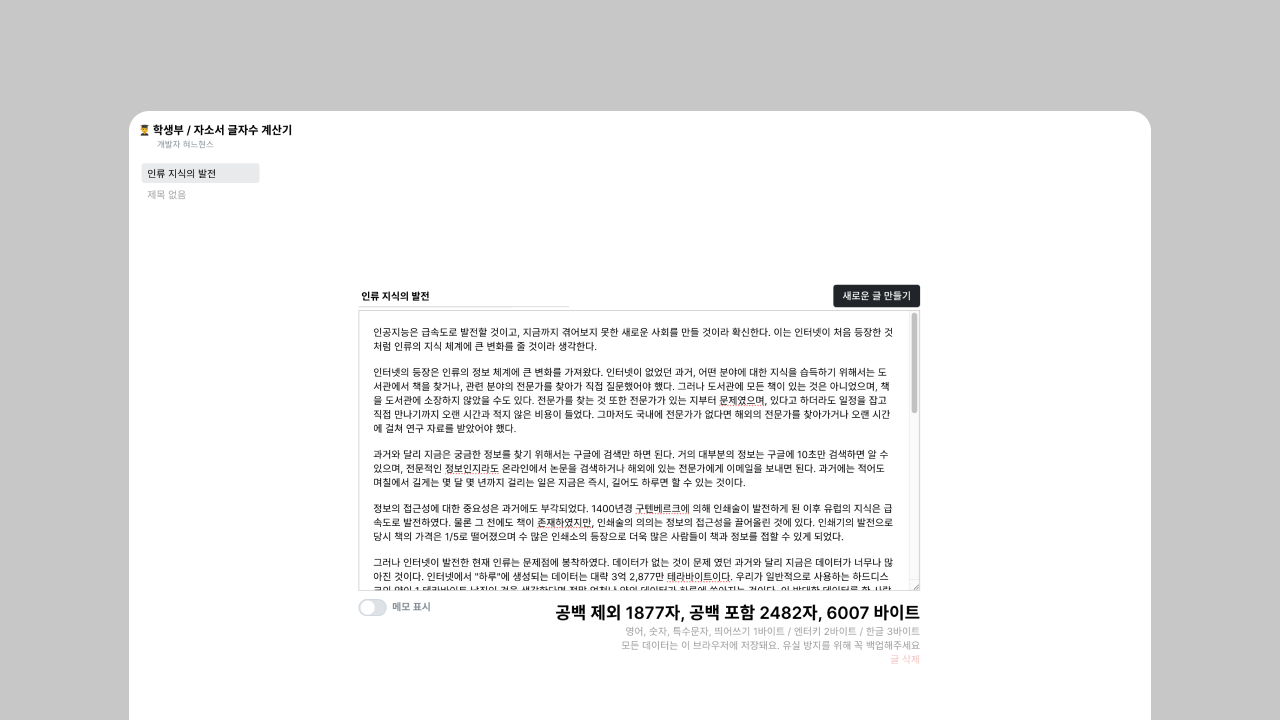 학생부 / 자소서 글자수 계산기
개발자 혀느현스
인류 지식의 발전
제목 없음
인류 지식의 발전
새로운 글 만들기
인공지능은 급속도로 발전할 것이고, 지금까지 겪어보지 못한 새로운 사회를 만들 것이라 확신한다. 이는 인터넷이 처음 등장한 것
처럼 인류의 지식 체계에 큰 변화를 줄 것이라 생각한다.
인터넷의 등장은 인류의 정보 체계에 큰 변화를 가져왔다. 인터넷이 없었던 과거, 어떤 분야에 대한 지식을 습득하기 위해서는 도
서관에서 책을 찾거나, 관련 분야의 전문가를 찾아가 직접 질문했어야 했다. 그러나 도서관에 모든 책이 있는 것은 아니었으며, 책
을 도서관에 소장하지 않았을 수도 있다. 전문가를 찾는 것 또한 전문가가 있는 지부터 문제였으며, 있다고 하더라도 일정을 잡고
직접 만나기까지 오랜 시간과 적지 않은 비용이 들었다. 그마저도 국내에 전문가가 없다면 해외의 전문가를 찾아가거나 오랜 시간
에 걸쳐 연구 자료를 받았어야 했다.
과거와 달리 지금은 궁금한 정보를 찾기 위해서는 구글에 검색만 하면 된다. 거의 대부분의 정보는 구글에 10초만 검색하면 알 수
있으며, 전문적인 정보인지라도 온라인에서 논문을 검색하거나 해외에 있는 전문가에게 이메일을 보내면 된다. 과거에는 적어도
며칠에서 길게는 몇 달 몇 년까지 걸리는 일은 지금은 즉시, 길어도 하루면 할 수 있는 것이다.
정보의 접근성에 대한 중요성은 과거에도 부각되었다. 1400년경 구텐베르크에 의해 인쇄술이 발전하게 된 이후 유럽의 지식은 급
속도로 발전하였다. 물론 그 전에도 책이 존재하였지만, 인쇄술의 의의는 정보의 접근성을 끌어올린 것에 있다. 인쇄기의 발전으로
당시 책의 가격은 1/5로 떨어졌으며 수 많은 인쇄소의 등장으로 더욱 많은 사람들이 책과 정보를 접할 수 있게 되었다.
그러나 인터넷이 발전한 현재 인류는 문제점에 봉착하였다. 데이터가 없는 것이 문제 였던 과거와 달리 지금은 데이터가 너무나 많
아진 것이다. 인터넷에서 "하루"에 생성되는 데이터는 대략 3억 2,877만 테라바이트이다. 우리가 일반적으로 사용하는 하드디스
메모 표시
공백 제외 1877자, 공백 포함 2482자, 6007 바이트
영어, 숫자, 특수문자, 띄어쓰기 1바이트 / 엔터키 2바이트 / 한글 3바이트
모든 데이터는 이 브라우저에 저장돼요. 유실 방지를 위해 꼭 백업해주세요
글 삭제